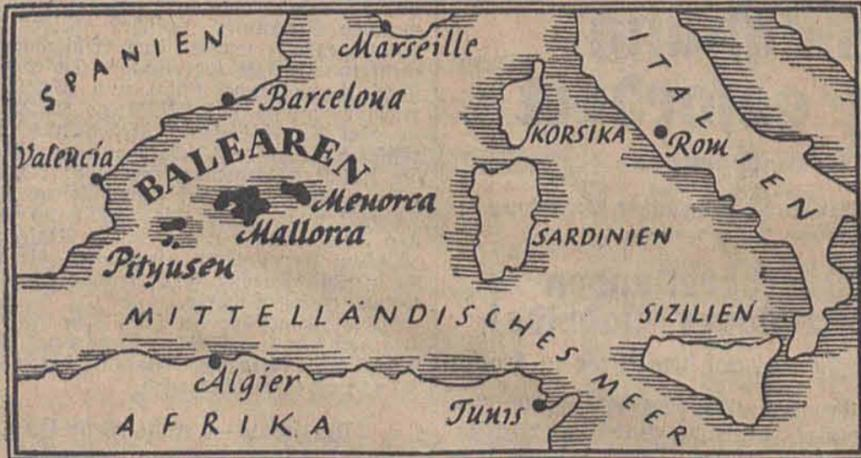 SPANIEN
Marseille
ITALIEN
Barcelona
KORSIKA
Rom
Valencia
BALEAREN
Menorca
Mallorca
SARDINIEN
Pityusen
MITTELLÄNDISCHES MEER
SIZILIEN
Algier
Tunis
AFRIKA